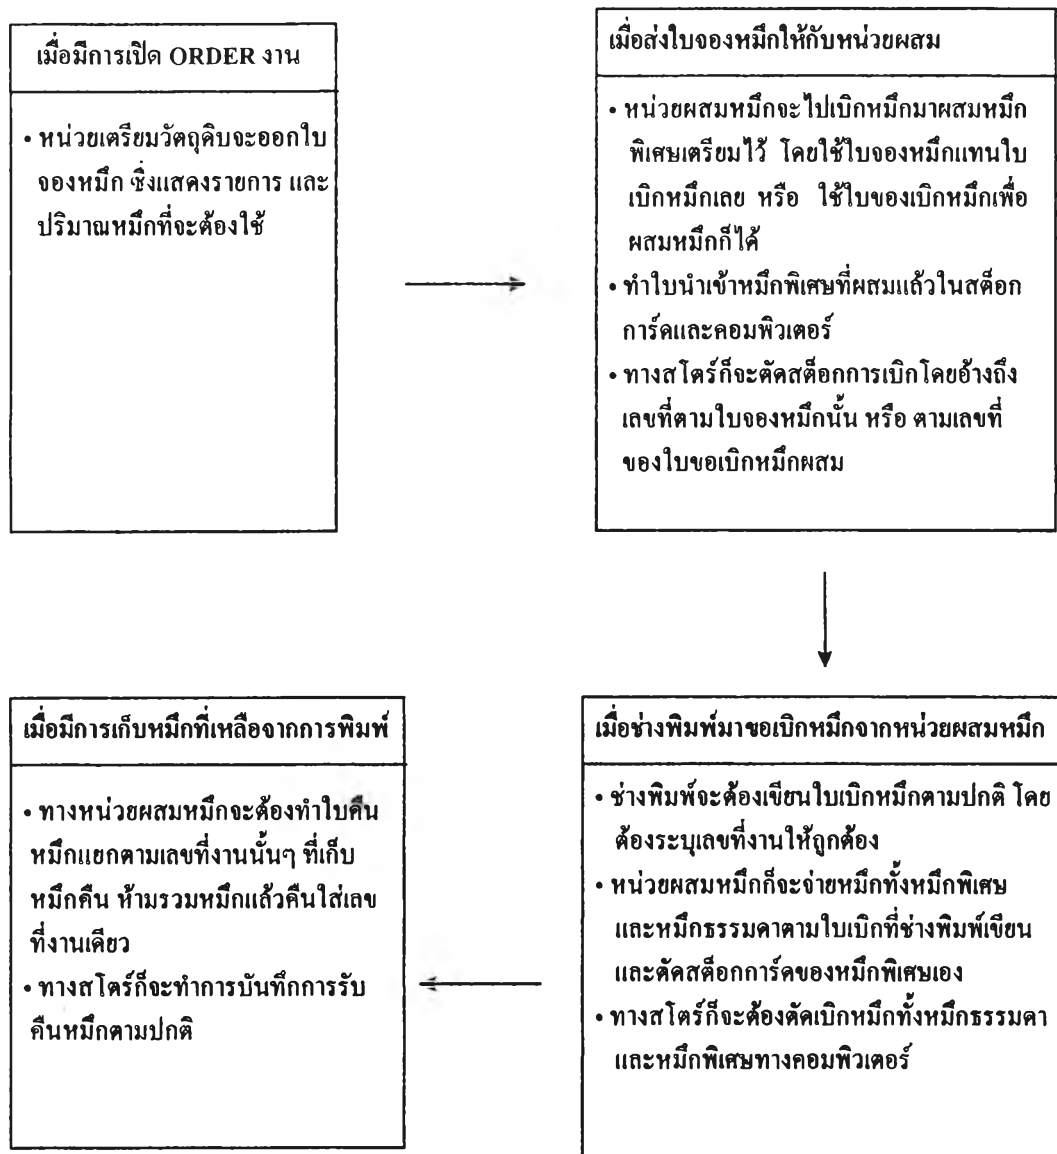 เมื่อมีการเปิด ORDER งาน
• หน่วยเตรียมวัตถุดิบจะออกใบ
จองหมึก ซึ่งแสดงรายการ และ
ปริมาณหมึกที่จะต้องใช้
เมื่อส่งใบจองหมึกให้กับหน่วยผสม
• หน่วยผสมหมึกจะไปเบิกหมึกมาผสมหมึก
พิเศษเตรียมไว้ โดยใช้ใบจองหมึกแทนใบ
เบิกหมึกเลย หรือ ใช้ใบของเบิกหมึกเพื่อ
ผสมหมึกก็ได้
• ทำใบนำเข้าหมึกพิเศษที่ผสมแล้วในสต็อก
การ์ดและคอมพิวเตอร์
• ทางสโตร์ก็จะตัดสต็อกการเบิกโดยอ้างถึง
เลขที่ตามใบจองหมึกนั้น หรือ ตามเลขที่
ของใบขอเบิกหมึกผสม
เมื่อช่างพิมพ์มาขอเบิกหมึกจากหน่วยผสมหมึก
• ช่างพิมพ์จะต้องเขียนใบเบิกหมึกตามปกติ โดย
ต้องระบุเลขที่งานให้ถูกต้อง
• หน่วยผสมหมึกก็จะจ่ายหมึกทั้งหมึกพิเศษ
และหมึกธรรมดาตามใบเบิกที่ช่างพิมพ์เขียน
และตัดสต็อกการ์ดของหมึกพิเศษเอง
• ทางสโตร์ก็จะต้องตัดเบิกหมึกทั้งหมึกธรรมดา
และหมึกพิเศษทางคอมพิวเตอร์
เมื่อมีการเก็บหมึกที่เหลือจากการพิมพ์
• ทางหน่วยผสมหมึกจะต้องทำใบคืน
หมึกแยกตามเลขที่งานนั้นๆ ที่เก็บ
หมึกคืน ห้ามรวมหมึกแล้วคืนใส่เลข
ที่งานเดียว
• ทางสโตร์ก็จะทำการบันทึกการรับ
คืนหมึกตามปกติ